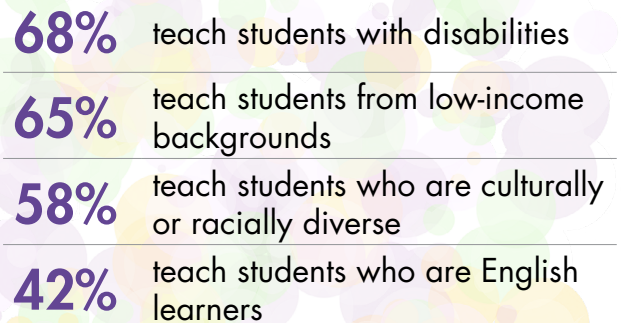 68% teach students with disabilities
65% teach students from low-income
backgrounds
58% teach students who are culturally
or racially diverse
42% teach students who are English
learners